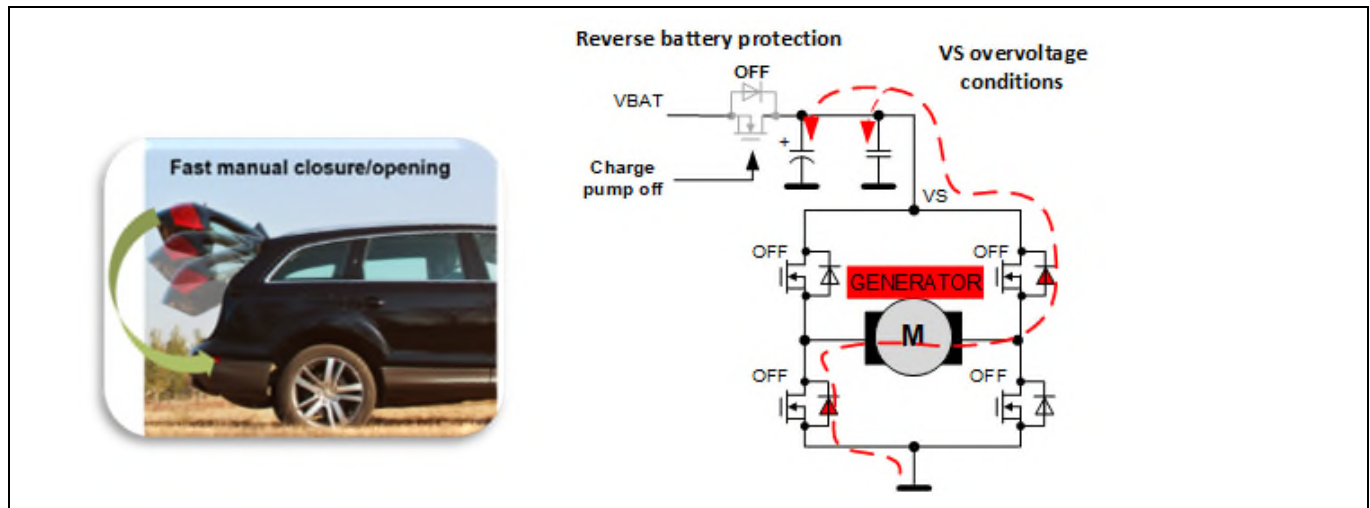 Fast manual closure/opening
Reverse battery protection
OFF
VBAT
Charge
pump off
+
VS overvoltage
conditions
VS
OFF
OFF
GENERATOR
M
OFF
OFF